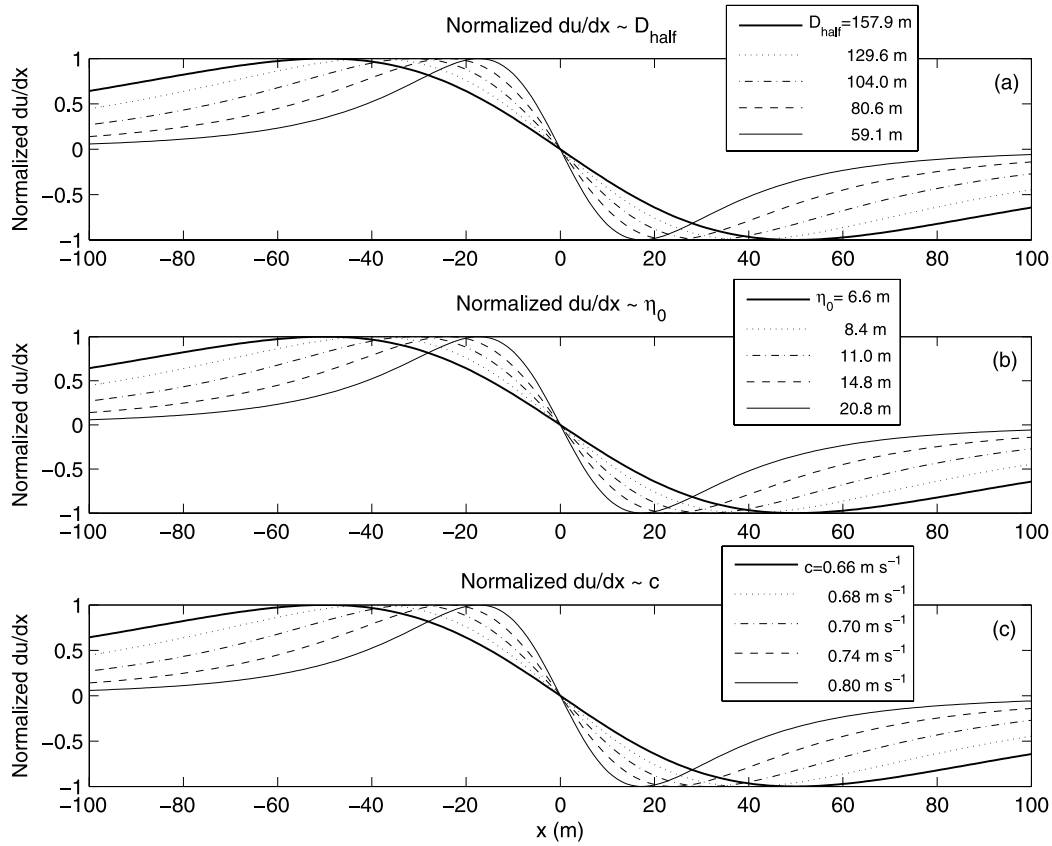 Normalized du/dx ~ D_half
D_half=157.9 m
129.6 m
104.0 m
80.6 m
59.1 m
(a)
Normalized du/dx
1
0.5
0
−0.5
−1
−100 −80 −60 −40 −20 0 20 40 60 80 100
Normalized du/dx ~ η_0
η_0= 6.6 m
8.4 m
11.0 m
14.8 m
20.8 m
(b)
Normalized du/dx
1
0.5
0
−0.5
−1
−100 −80 −60 −40 −20 0 20 40 60 80 100
Normalized du/dx ~ c
c=0.66 m s⁻¹
0.68 m s⁻¹
0.70 m s⁻¹
0.74 m s⁻¹
0.80 m s⁻¹
(c)
Normalized du/dx
1
0.5
0
−0.5
−1
−100 −80 −60 −40 −20 0 20 40 60 80 100
x (m)